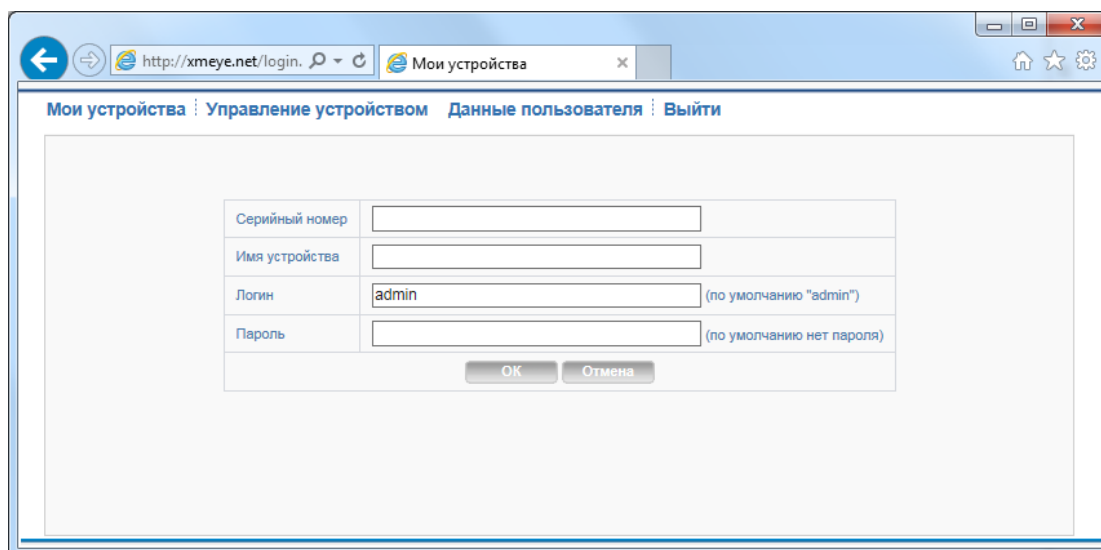 http://xmeye.net/login.
Мои устройства
Мои устройства Управление устройством Данные пользователя Выйти
Серийный номер
Имя устройства
Логин admin (по умолчанию "admin")
Пароль (по умолчанию нет пароля)
OK Отмена